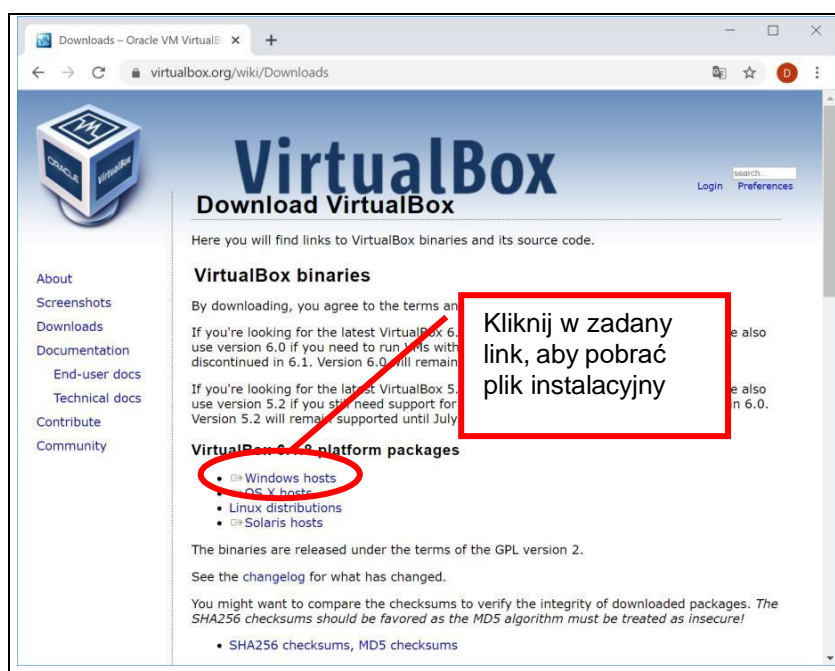 Downloads – Oracle VM VirtualB
virtualbox.org/wiki/Downloads
D
ORACLE
VirtualBox
VirtualBox
search..
Login Preferences
Download VirtualBox
Here you will find links to VirtualBox binaries and its source code.
About
Screenshots
Downloads
Documentation
End-user docs
Technical docs
Contribute
Community
VirtualBox binaries
By downloading, you agree to the terms an
If you're looking for the latest VirtualBox 6. e also
use version 6.0 if you need to run VMs with
discontinued in 6.1. Version 6.0 will remain
If you're looking for the latest VirtualBox 5. e also
use version 5.2 if you still need support for n 6.0.
Version 5.2 will remain supported until July
Kliknij w zadany
link, aby pobrać
plik instalacyjny
VirtualBox 6.1.8 platform packages
• Windows hosts
• OS X hosts
• Linux distributions
• Solaris hosts
The binaries are released under the terms of the GPL version 2.
See the changelog for what has changed.
You might want to compare the checksums to verify the integrity of downloaded packages. The
SHA256 checksums should be favored as the MD5 algorithm must be treated as insecure!
• SHA256 checksums, MD5 checksums